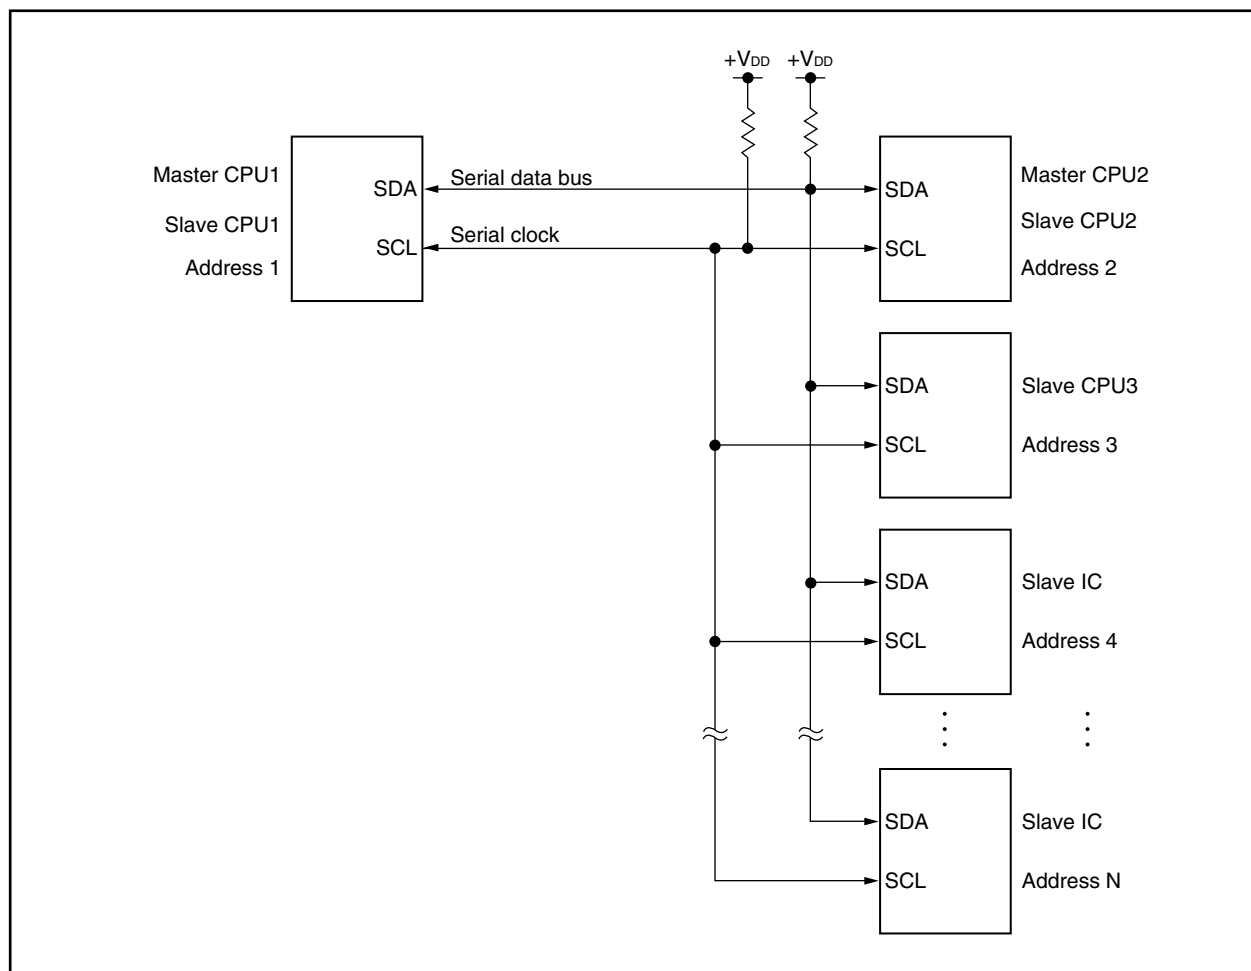 +VDD +VDD
Master CPU1
Slave CPU1
Address 1
SDA
SCL
Serial data bus
Serial clock
SDA
SCL
Master CPU2
Slave CPU2
Address 2
SDA
SCL
Slave CPU3
Address 3
SDA
SCL
Slave IC
Address 4
SDA
SCL
Slave IC
Address N